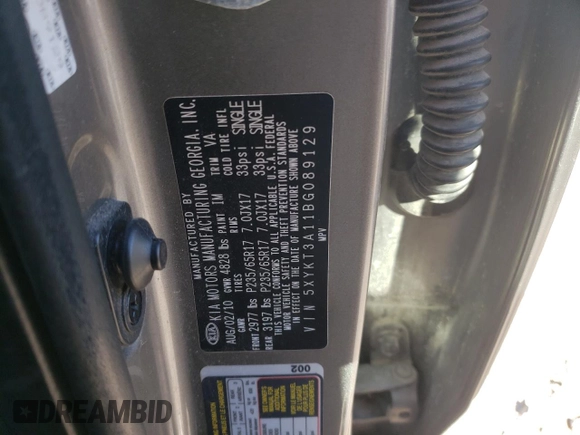 MANUFACTURED BY
KIA MOTORS MANUFACTURING GEORGIA, INC.
AUG/02/10 GVWR 4828 lbs PAINT 1M TRIM VA
GAWR TIRES RIMS COLD TIRE INFL
FRONT 2977 lbs P235/65R17 7.0JX17 33psi SINGLE
REAR 3197 lbs P235/65R17 7.0JX17 33psi SINGLE
THIS VEHICLE CONFORMS TO ALL APPLICABLE U.S.A. FEDERAL
MOTOR VEHICLE SAFETY AND THEFT PREVENTION STANDARDS
IN EFFECT ON THE DATE OF MANUFACTURE SHOWN ABOVE
VIN 5XYKT3A11BG089129
MPV
KIA
002
DREAMBID